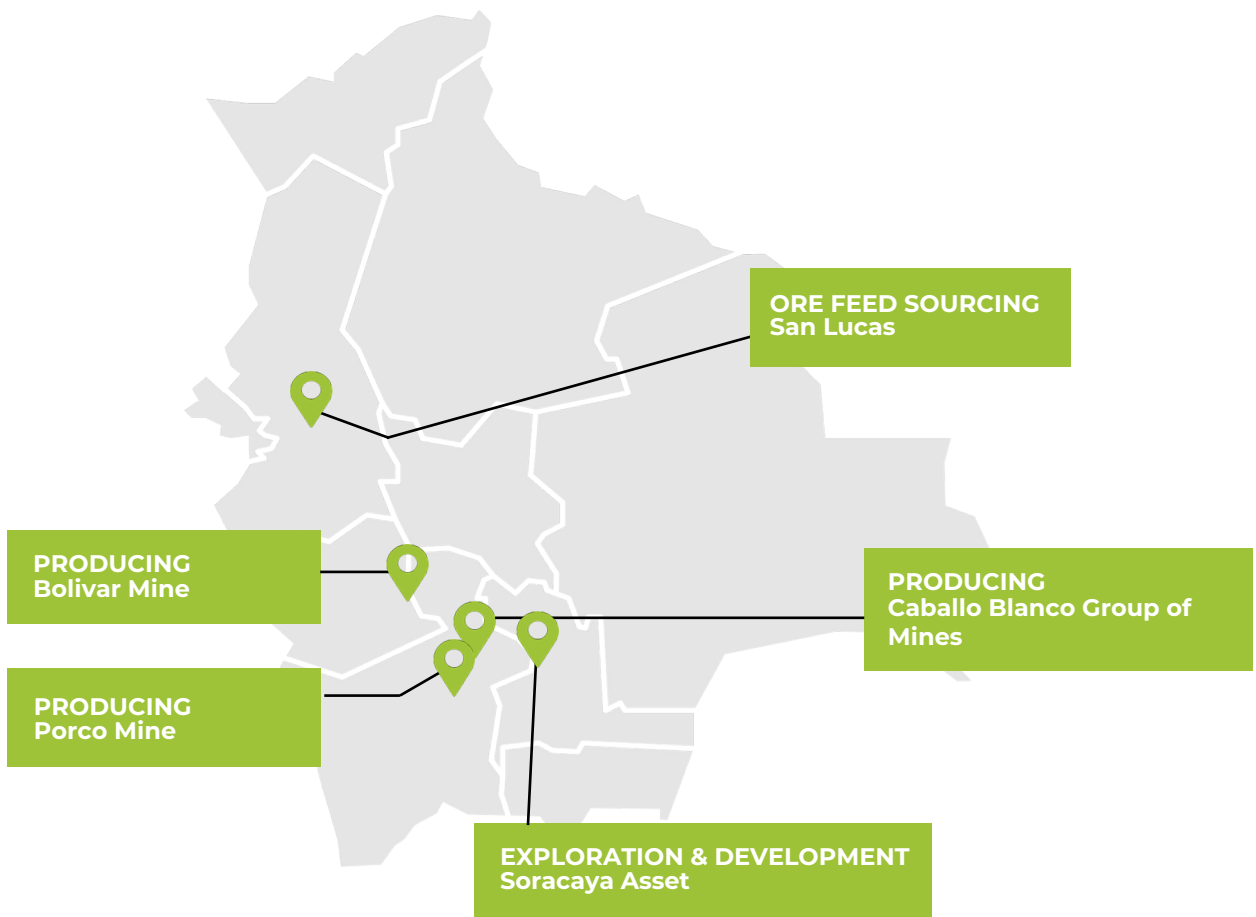 ORE FEED SOURCING
San Lucas
PRODUCING
Bolivar Mine
PRODUCING
Caballo Blanco Group of
Mines
PRODUCING
Porco Mine
EXPLORATION & DEVELOPMENT
Soracaya Asset